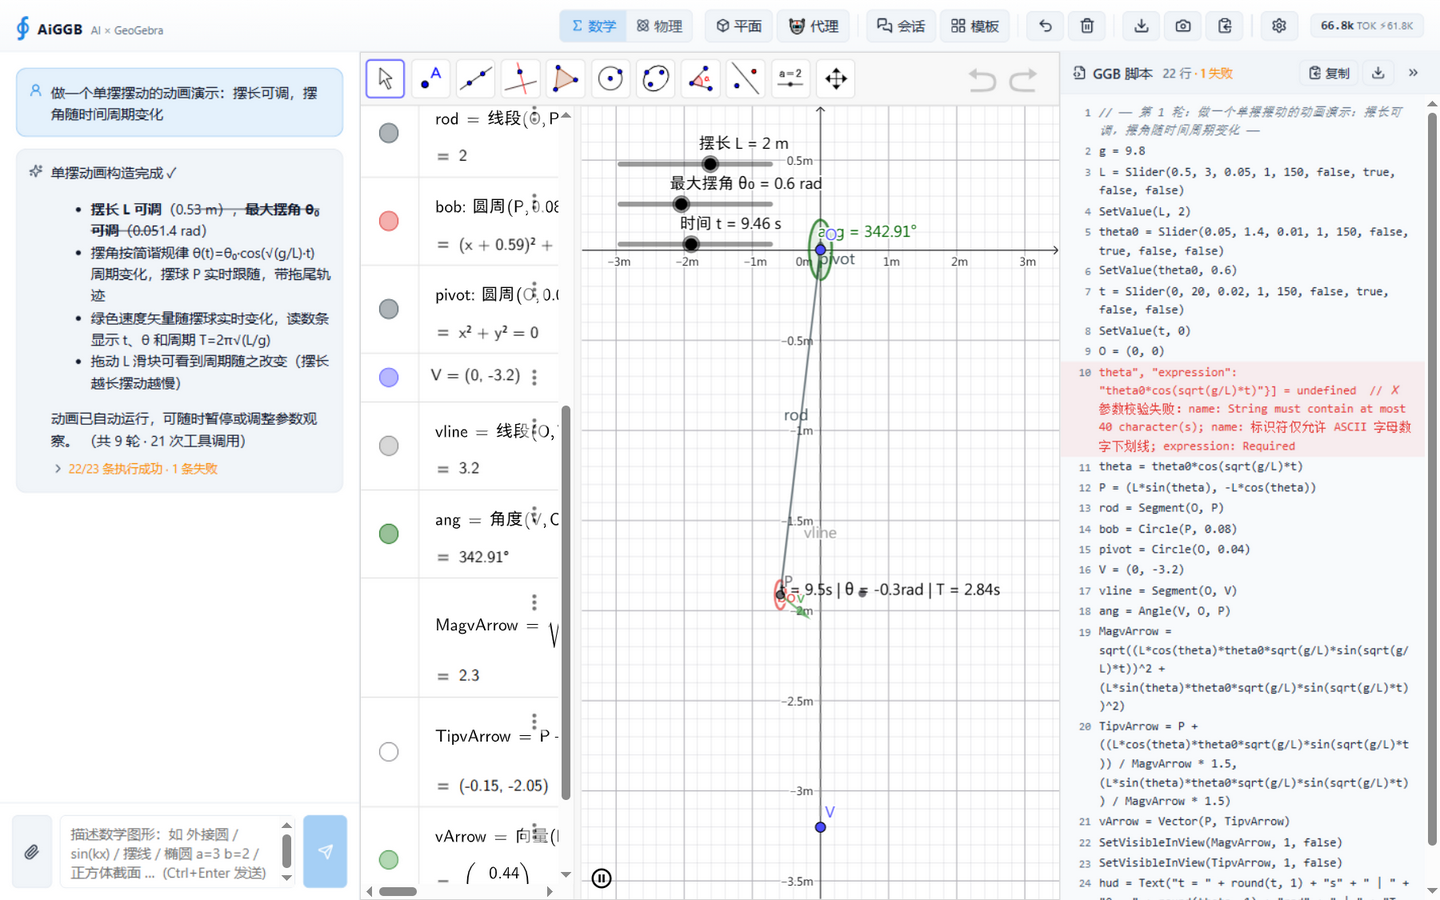 AiGGB AI × GeoGebra
数学
物理
平面
代理
会话
模板
66.8k TOK ⚡61.8K
做一个单摆摆动的动画演示：摆长可调，摆
角随时间周期变化
单摆动画构造完成 ✓
摆长 L 可调（0.53 m），最大摆角 θ₀
可调（0.051.4 rad）
摆角按简谐规律 θ(t)=θ₀·cos(√(g/L)·t)
周期变化，摆球 P 实时跟随，带拖尾轨
迹
绿色速度矢量随摆球实时变化，读数条
显示 t、θ 和周期 T=2π√(L/g)
拖动 L 滑块可看到周期随之改变（摆长
越长摆动越慢）
动画已自动运行，可随时暂停或调整参数观
察。 （共 9 轮 · 21 次工具调用）
22/23 条执行成功 · 1 条失败
描述数学图形：如 外接圆 /
sin(kx) / 摆线 / 椭圆 a=3 b=2 /
正方体截面 ... (Ctrl+Enter 发送)
A
a=2
rod = 线段(O, P
= 2
bob: 圆周(P, 0.08
= (x + 0.59)² +
pivot: 圆周(O, 0.0
= x² + y² = 0
V = (0, -3.2)
vline = 线段(O,
= 3.2
ang = 角度(V, O
= 342.91°
MagvArrow = √
= 2.3
TipvArrow = P
= (-0.15, -2.05)
vArrow = 向量(
= ( 0.44 )
摆长 L = 2 m
最大摆角 θ₀ = 0.6 rad
时间 t = 9.46 s
0.5m
ang = 342.91°
O
pivot
-3m
-2m
-1m
0m
1m
2m
3m
-0.5m
rod
-1m
-1.5m
vline
P
t = 9.5s | θ = -0.3rad | T = 2.84s
-2m
-2.5m
-3m
V
-3.5m
GGB 脚本 22 行 · 1 失败
复制
1 // — 第 1 轮：做一个单摆摆动的动画演示：摆长可
调，摆角随时间周期变化 —
2 g = 9.8
3 L = Slider(0.5, 3, 0.05, 1, 150, false, true,
false, false)
4 SetValue(L, 2)
5 theta0 = Slider(0.05, 1.4, 0.01, 1, 150, false,
true, false, false)
6 SetValue(theta0, 0.6)
7 t = Slider(0, 20, 0.02, 1, 150, false, true,
false, false)
8 SetValue(t, 0)
9 O = (0, 0)
10 theta", "expression":
"theta0*cos(sqrt(g/L)*t)"}] = undefined // ✗
参数校验失败: name: String must contain at most
40 character(s); name: 标识符仅允许 ASCII 字母数
字下划线; expression: Required
11 theta = theta0*cos(sqrt(g/L)*t)
12 P = (L*sin(theta), -L*cos(theta))
13 rod = Segment(O, P)
14 bob = Circle(P, 0.08)
15 pivot = Circle(O, 0.04)
16 V = (0, -3.2)
17 vline = Segment(O, V)
18 ang = Angle(V, O, P)
19 MagvArrow =
sqrt((L*cos(theta)*theta0*sqrt(g/L)*sin(sqrt(g/
L)*t))^2 +
(L*sin(theta)*theta0*sqrt(g/L)*sin(sqrt(g/L)*t)
)^2)
20 TipvArrow = P +
((L*cos(theta)*theta0*sqrt(g/L)*sin(sqrt(g/L)*t
)) / MagvArrow * 1.5,
(L*sin(theta)*theta0*sqrt(g/L)*sin(sqrt(g/L)*t)
) / MagvArrow * 1.5)
21 vArrow = Vector(P, TipvArrow)
22 SetVisibleInView(MagvArrow, 1, false)
23 SetVisibleInView(TipvArrow, 1, false)
24 hud = Text("t = " + round(t, 1) + "s" + " | " +